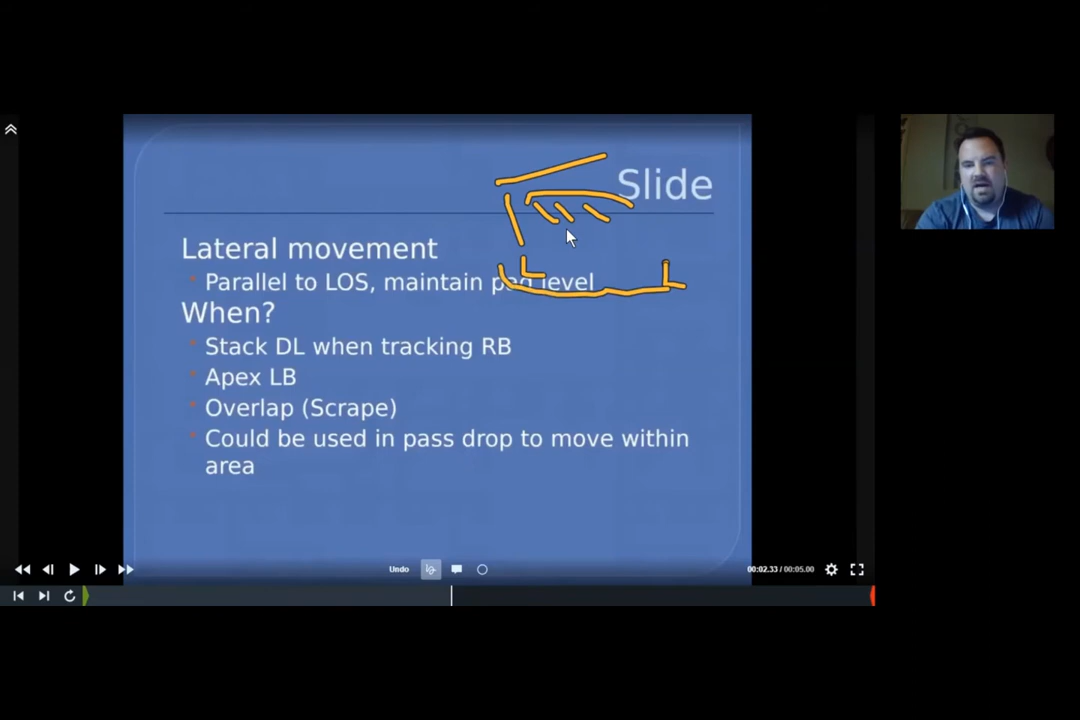 Slide
Lateral movement
Parallel to LOS, maintain pad level
When?
Stack DL when tracking RB
Apex LB
Overlap (Scrape)
Could be used in pass drop to move within
area
Undo
00:02.33 / 00:05.00